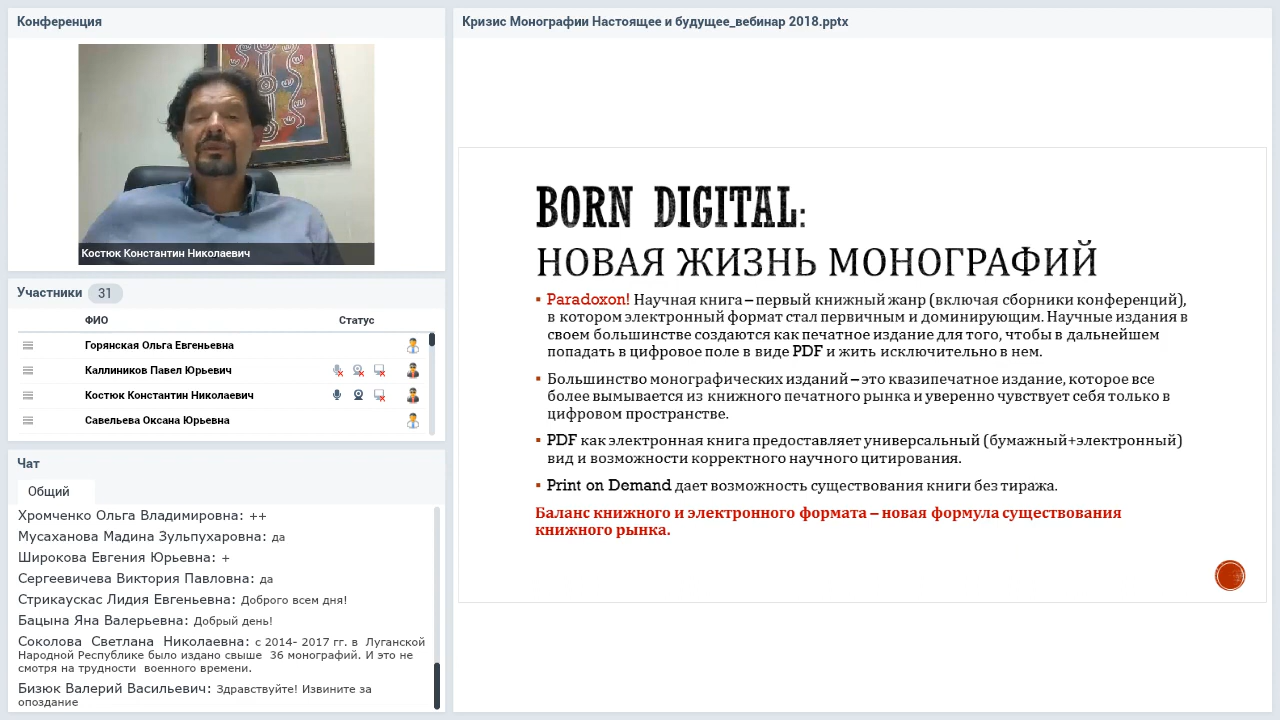 Конференция
Костюк Константин Николаевич
Участники 31
ФИО Статус
Горянская Ольга Евгеньевна
Каллиников Павел Юрьевич
Костюк Константин Николаевич
Савельева Оксана Юрьевна
Чат
Общий
Хромченко Ольга Владимировна: ++
Мусаханова Мадина Зульпухаровна: да
Широкова Евгения Юрьевна: +
Сергеевичева Виктория Павловна: да
Стрикаускас Лидия Евгеньевна: Доброго всем дня!
Бацына Яна Валерьевна: Добрый день!
Соколова Светлана Николаевна: с 2014- 2017 гг. в Луганской
Народной Республике было издано свыше 36 монографий. И это не
смотря на трудности военного времени.
Бизюк Валерий Васильевич: Здравствуйте! Извините за
опоздание
Кризис Монографии Настоящее и будущее_вебинар 2018.pptx
BORN DIGITAL:
НОВАЯ ЖИЗНЬ МОНОГРАФИЙ
▪ Paradoxon! Научная книга – первый книжный жанр (включая сборники конференций),
в котором электронный формат стал первичным и доминирующим. Научные издания в
своем большинстве создаются как печатное издание для того, чтобы в дальнейшем
попадать в цифровое поле в виде PDF и жить исключительно в нем.
▪ Большинство монографических изданий – это квазипечатное издание, которое все
более вымывается из книжного печатного рынка и уверенно чувствует себя только в
цифровом пространстве.
▪ PDF как электронная книга предоставляет универсальный (бумажный+электронный)
вид и возможности корректного научного цитирования.
▪ Print on Demand дает возможность существования книги без тиража.
Баланс книжного и электронного формата – новая формула существования
книжного рынка.